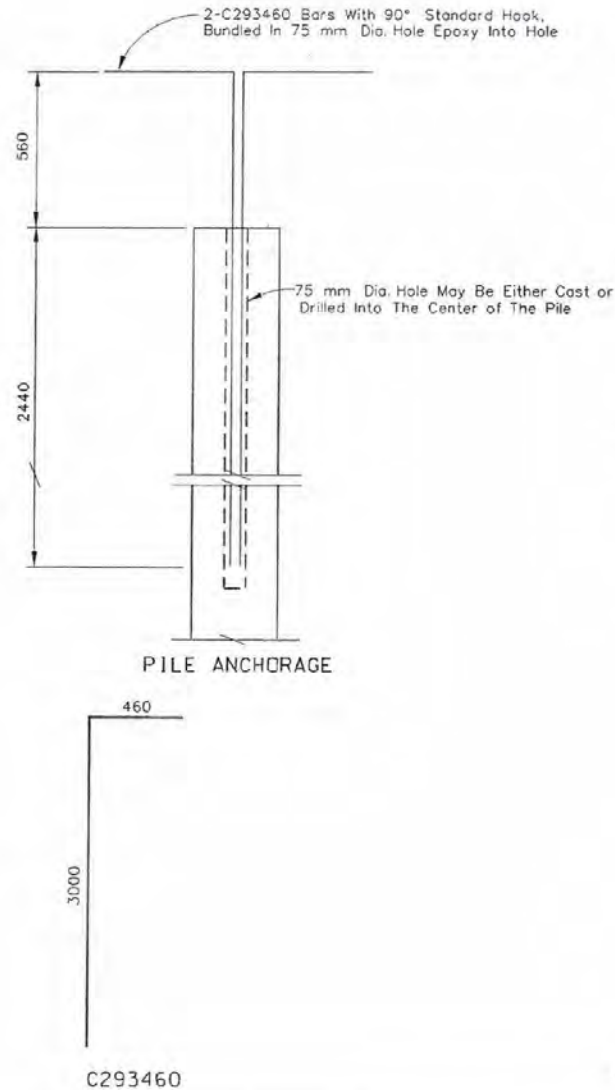 2-C293460 Bars With 90° Standard Hook,
Bundled In 75 mm Dia. Hole Epoxy Into Hole
560
75 mm Dia. Hole May Be Either Cast or
Drilled Into The Center of The Pile
2440
PILE ANCHORAGE
460
3000
C293460